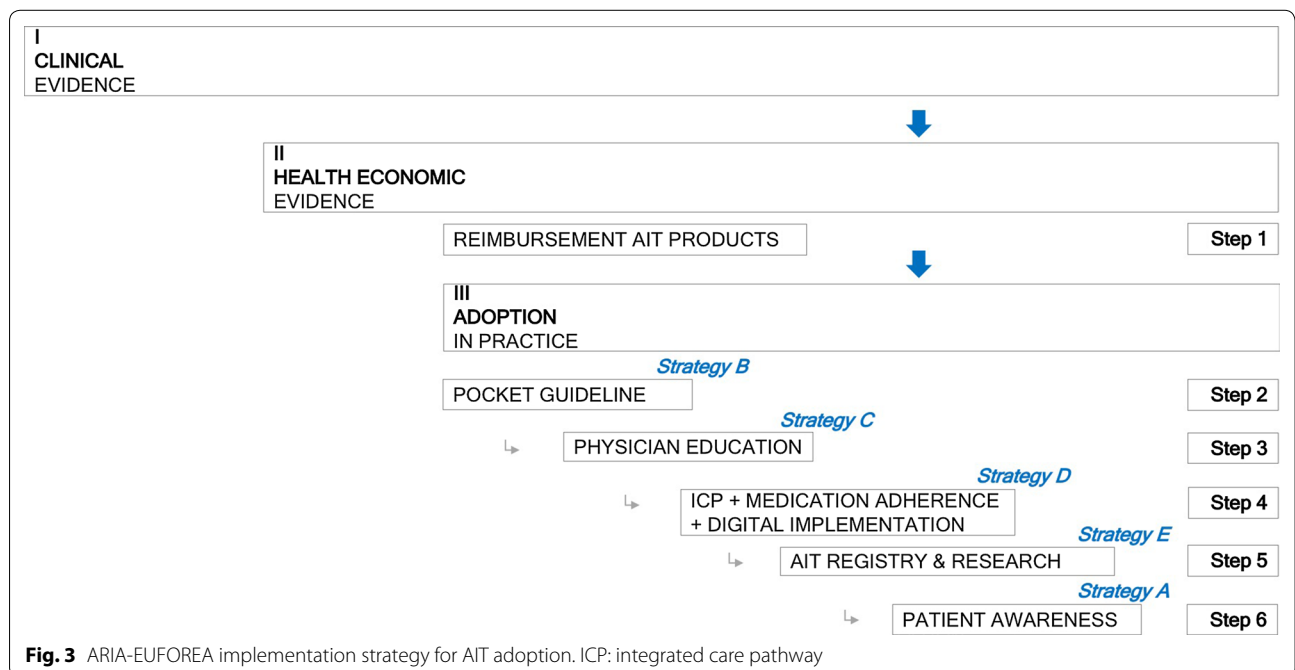 I
CLINICAL
EVIDENCE
II
HEALTH ECONOMIC
EVIDENCE
REIMBURSEMENT AIT PRODUCTS
Step 1
III
ADOPTION
IN PRACTICE
Strategy B
POCKET GUIDELINE
Step 2
Strategy C
PHYSICIAN EDUCATION
Step 3
Strategy D
ICP + MEDICATION ADHERENCE
+ DIGITAL IMPLEMENTATION
Step 4
Strategy E
AIT REGISTRY & RESEARCH
Step 5
Strategy A
PATIENT AWARENESS
Step 6
Fig. 3 ARIA-EUFOREA implementation strategy for AIT adoption. ICP: integrated care pathway